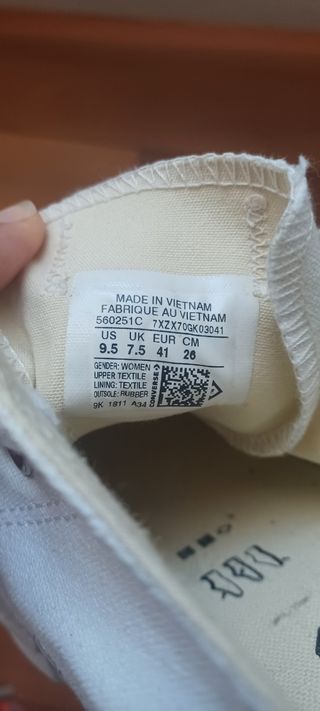 MADE IN VIETNAM
FABRIQUE AU VIETNAM
560251C 7XZX70GK03041
US UK EUR CM
9.5 7.5 41 26
GENDER: WOMEN
UPPER: TEXTILE
LINING: TEXTILE
OUTSOLE: RUBBER
CONVERSE
9K 1811 A34